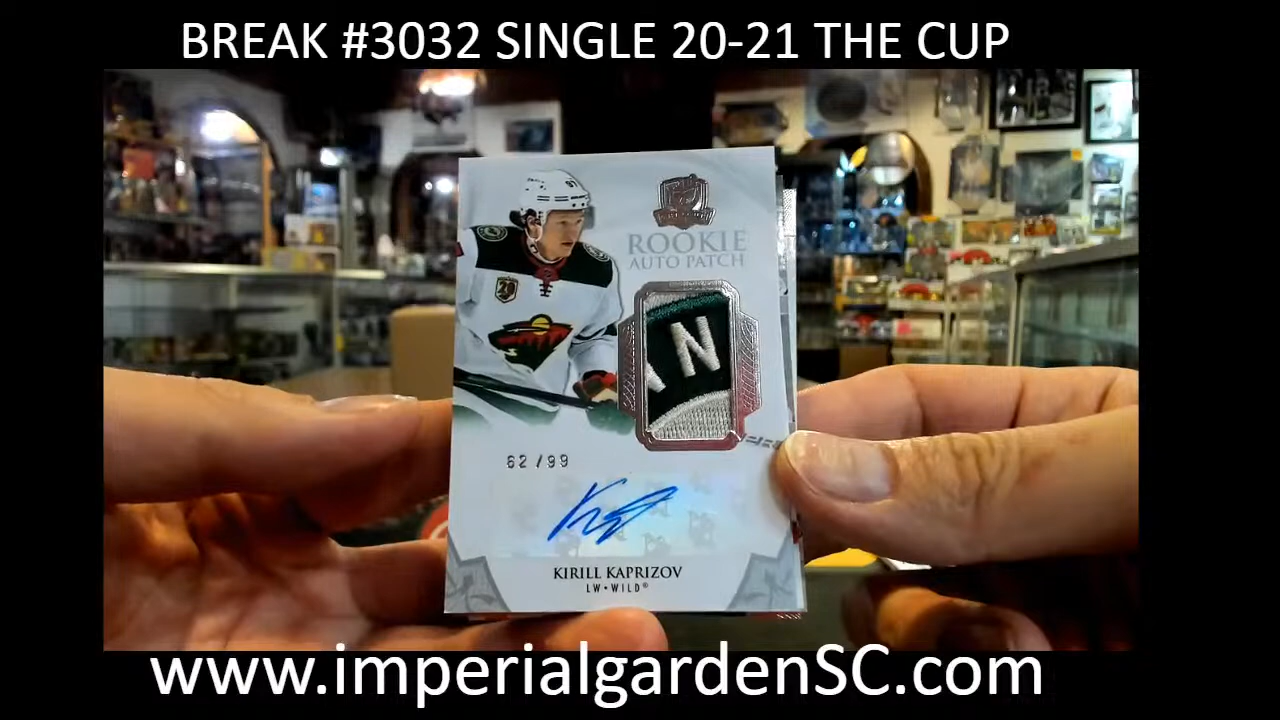 BREAK #3032 SINGLE 20-21 THE CUP
ROOKIE
AUTO PATCH
20
N
62/99
KIRILL KAPRIZOV
LW•WILD®
www.imperialgardenSC.com